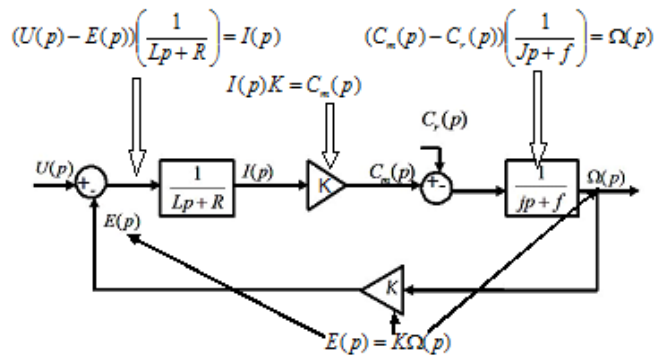 (U(p) − E(p))(1/(Lp + R)) = I(p)
(C_m(p) − C_r(p))(1/(Jp + f)) = Ω(p)
I(p)K = C_m(p)
C_r(p)
U(p)
+
-
1/(Lp + R)
I(p)
K
C_m(p)
+
-
1/(jp + f)
Ω(p)
E(p)
K
E(p) = KΩ(p)